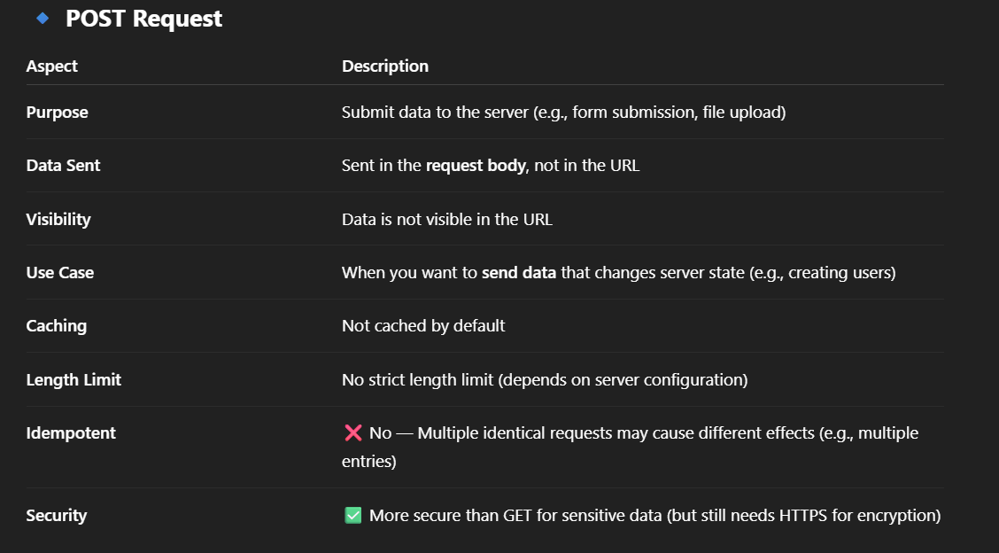 🔹 POST Request
Aspect Description
Purpose Submit data to the server (e.g., form submission, file upload)
Data Sent Sent in the request body, not in the URL
Visibility Data is not visible in the URL
Use Case When you want to send data that changes server state (e.g., creating users)
Caching Not cached by default
Length Limit No strict length limit (depends on server configuration)
Idempotent ❌ No — Multiple identical requests may cause different effects (e.g., multiple
entries)
Security ✅ More secure than GET for sensitive data (but still needs HTTPS for encryption)